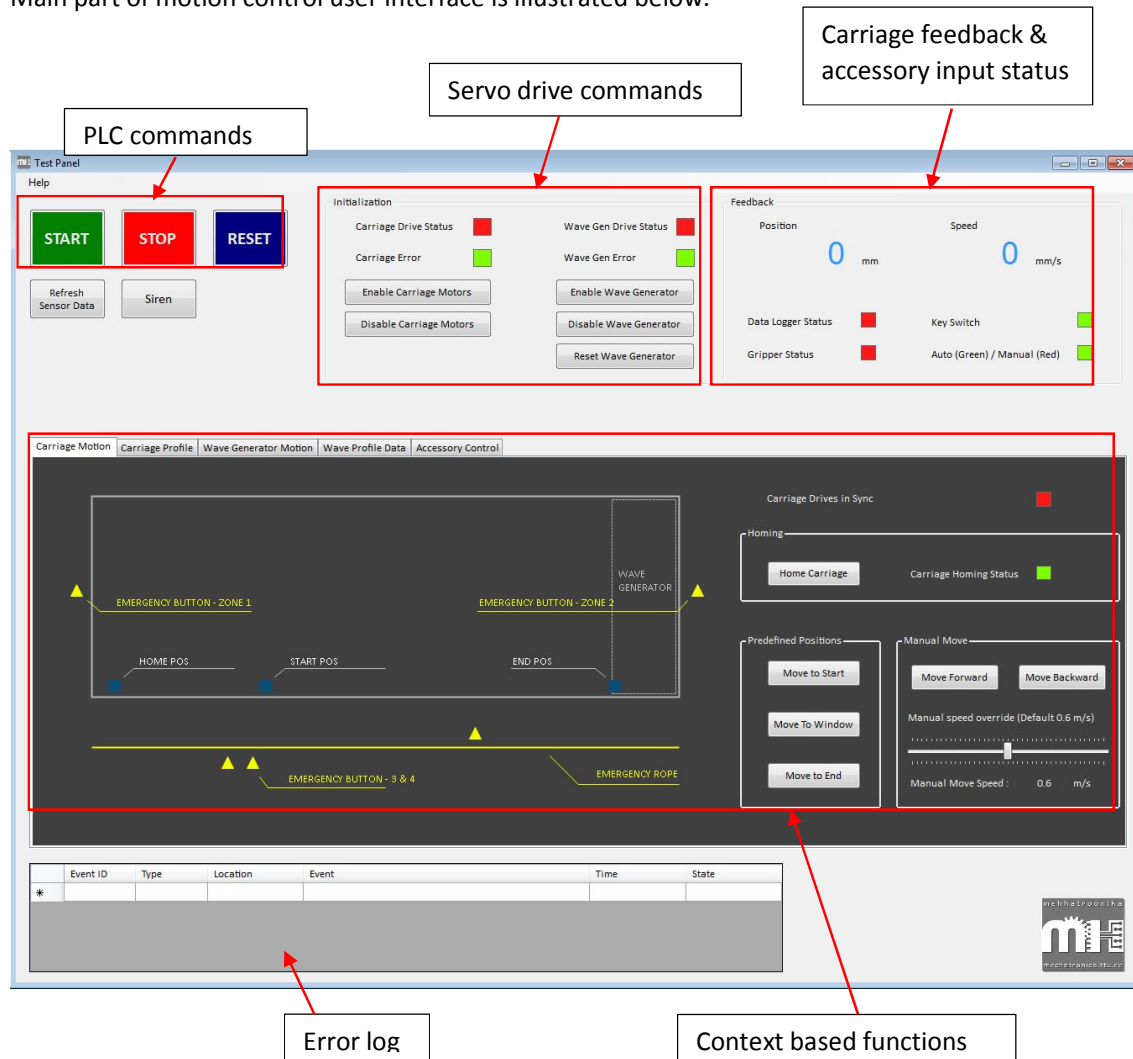 Main part of motion control user interface is illustrated below.
Carriage feedback &
accessory input status
Servo drive commands
PLC commands
Test Panel
Help
START
STOP
RESET
Refresh
Sensor Data
Siren
Initialization
Carriage Drive Status
Wave Gen Drive Status
Carriage Error
Wave Gen Error
Enable Carriage Motors
Enable Wave Generator
Disable Carriage Motors
Disable Wave Generator
Reset Wave Generator
Feedback
Position
Speed
0 mm
0 mm/s
Data Logger Status
Key Switch
Gripper Status
Auto (Green) / Manual (Red)
Carriage Motion
Carriage Profile
Wave Generator Motion
Wave Profile Data
Accessory Control
WAVE
GENERATOR
EMERGENCY BUTTON - ZONE 1
EMERGENCY BUTTON - ZONE 2
HOME POS
START POS
END POS
EMERGENCY BUTTON - 3 & 4
EMERGENCY ROPE
Carriage Drives in Sync
Homing
Home Carriage
Carriage Homing Status
Predefined Positions
Move to Start
Move To Window
Move to End
Manual Move
Move Forward
Move Backward
Manual speed override (Default 0.6 m/s)
Manual Move Speed : 0.6 m/s
Event ID
Type
Location
Event
Time
State
mehhatroonika
mechatronics.ttu.ee
Error log
Context based functions